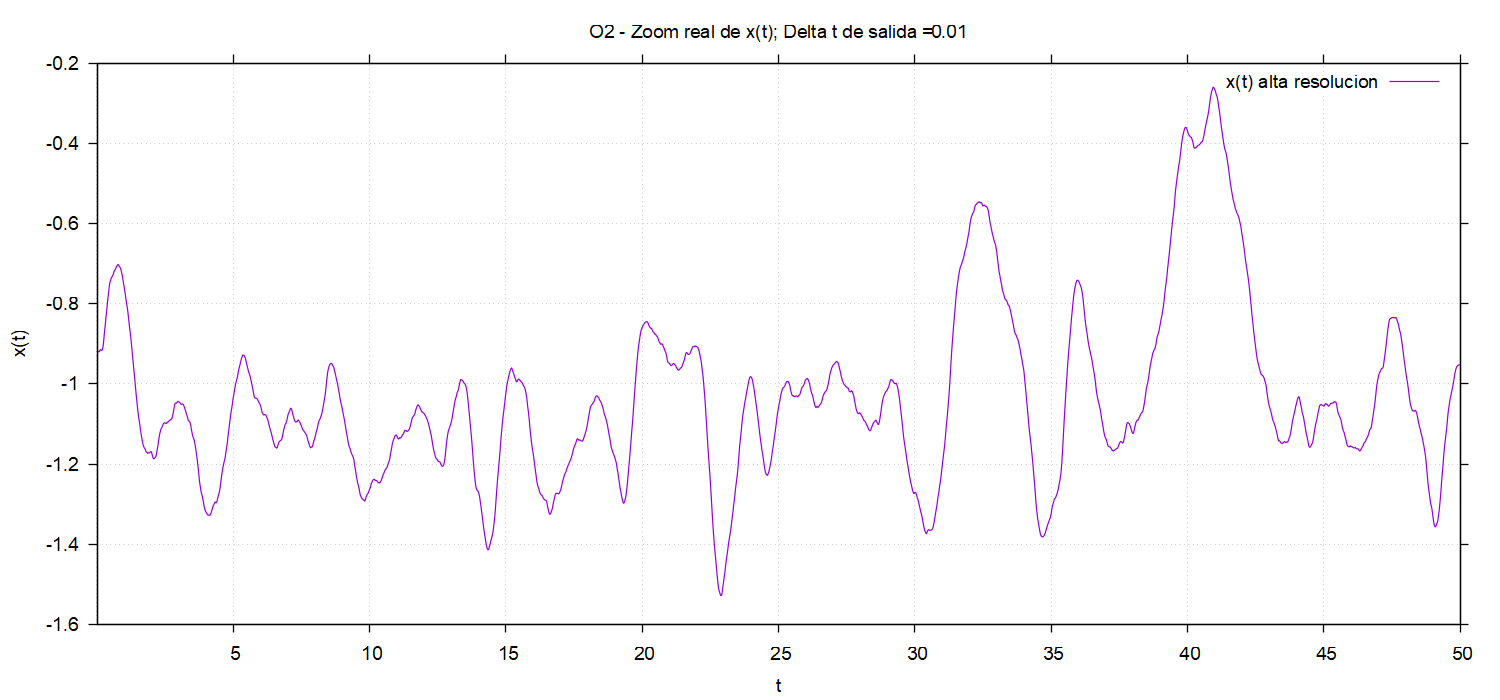 O2 - Zoom real de x(t); Delta t de salida =0.01
x(t) alta resolucion
-0.2
-0.4
-0.6
-0.8
-1
-1.2
-1.4
-1.6
x(t)
5 10 15 20 25 30 35 40 45 50
t